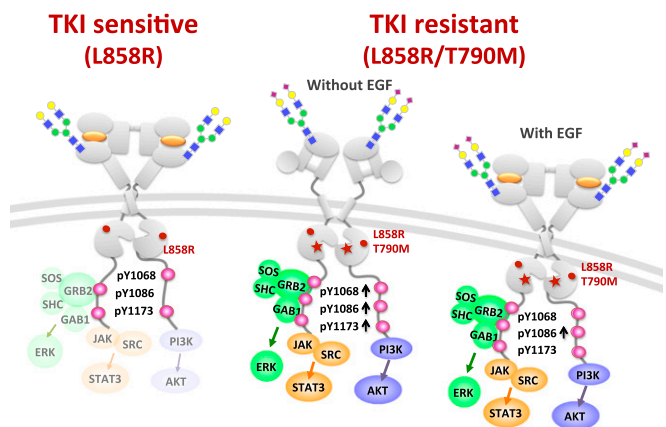 TKI sensitive
(L858R)
TKI resistant
(L858R/T790M)
Without EGF
With EGF
L858R
pY1068
pY1086
pY1173
SOS
SHC
GRB2
GAB1
ERK
JAK
SRC
STAT3
PI3K
AKT
L858R
T790M
pY1068
pY1086
pY1173
SOS
SHC
GRB2
GAB1
ERK
JAK
SRC
STAT3
PI3K
AKT
L858R
T790M
pY1068
pY1086
pY1173
SOS
SHC
GRB2
GAB1
ERK
JAK
SRC
STAT3
PI3K
AKT